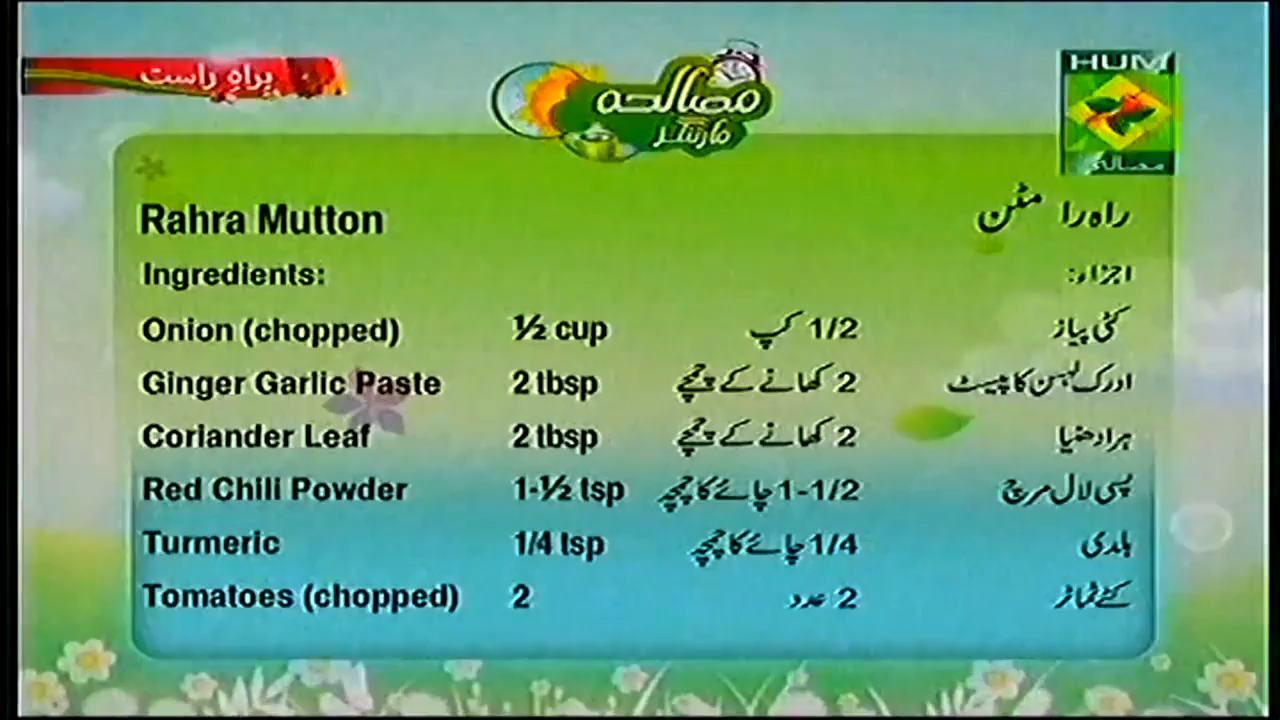 براہِ راست
مصالحہ
مارننگز
HUM
مصالحہ
Rahra Mutton راہ را مٹن
Ingredients: اجزاء:
Onion (chopped) ½ cup 1/2 کپ کٹی پیاز
Ginger Garlic Paste 2 tbsp 2 کھانے کے چمچے ادرک لہسن کا پیسٹ
Coriander Leaf 2 tbsp 2 کھانے کے چمچے ہرا دھنیا
Red Chili Powder 1-½ tsp 1-1/2 چائے کا چمچہ پسی لال مرچ
Turmeric 1/4 tsp 1/4 چائے کا چمچہ ہلدی
Tomatoes (chopped) 2 2 عدد کٹے ٹماٹر